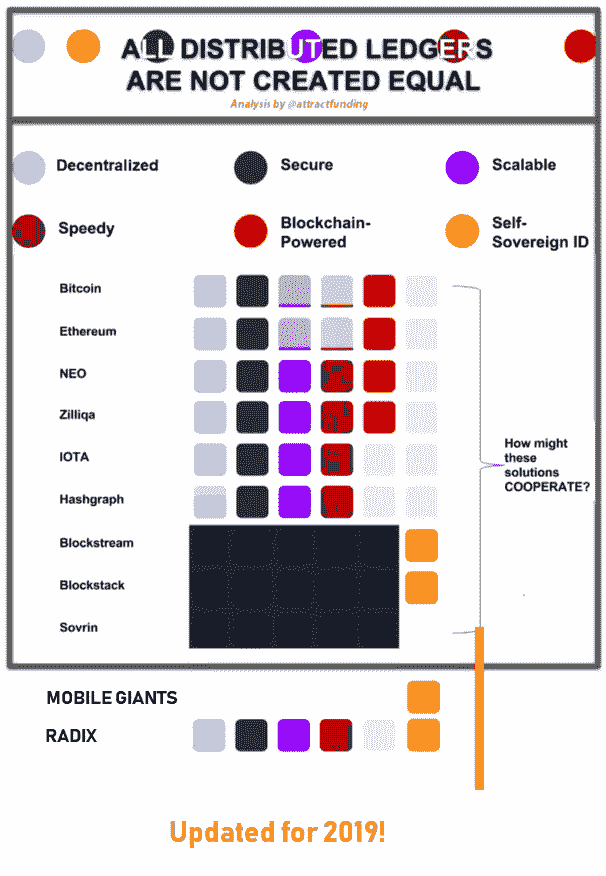 ALL DISTRIBUTED LEDGERS
ARE NOT CREATED EQUAL
Analysis by @attractfunding
Decentralized
Secure
Scalable
Speedy
Blockchain-
Powered
Self-
Sovereign ID
Bitcoin
Ethereum
NEO
Zilliqa
IOTA
Hashgraph
Blockstream
Blockstack
Sovrin
How might
these
solutions
COOPERATE?
MOBILE GIANTS
RADIX
Updated for 2019!